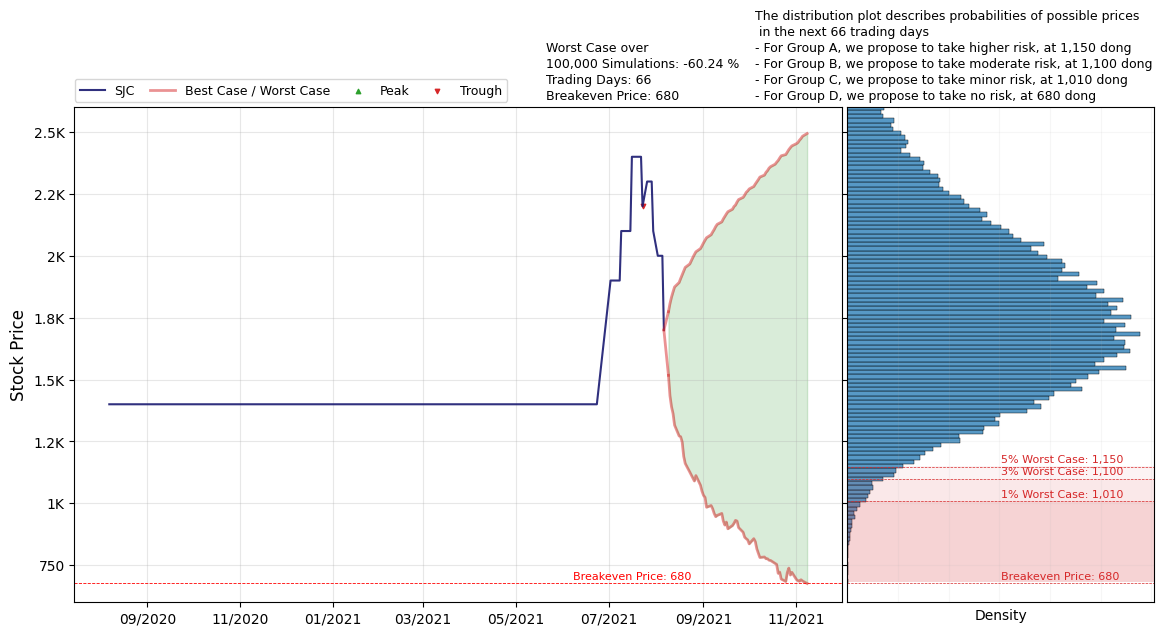 The distribution plot describes probabilities of possible prices
in the next 66 trading days
- For Group A, we propose to take higher risk, at 1,150 dong
- For Group B, we propose to take moderate risk, at 1,100 dong
- For Group C, we propose to take minor risk, at 1,010 dong
- For Group D, we propose to take no risk, at 680 dong
Worst Case over
100,000 Simulations: -60.24 %
Trading Days: 66
Breakeven Price: 680
SJC
Best Case / Worst Case
Peak
Trough
Stock Price
2.5K
2.2K
2K
1.8K
1.5K
1.2K
1K
750
Breakeven Price: 680
09/2020
11/2020
01/2021
03/2021
05/2021
07/2021
09/2021
11/2021
5% Worst Case: 1,150
3% Worst Case: 1,100
1% Worst Case: 1,010
Breakeven Price: 680
Density